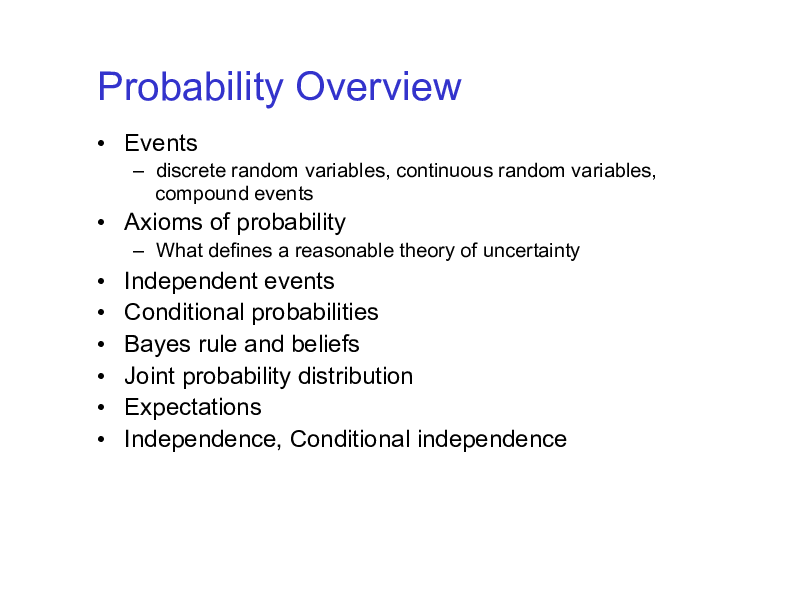 Probability Overview
• Events
– discrete random variables, continuous random variables,
compound events
• Axioms of probability
– What defines a reasonable theory of uncertainty
• Independent events
• Conditional probabilities
• Bayes rule and beliefs
• Joint probability distribution
• Expectations
• Independence, Conditional independence